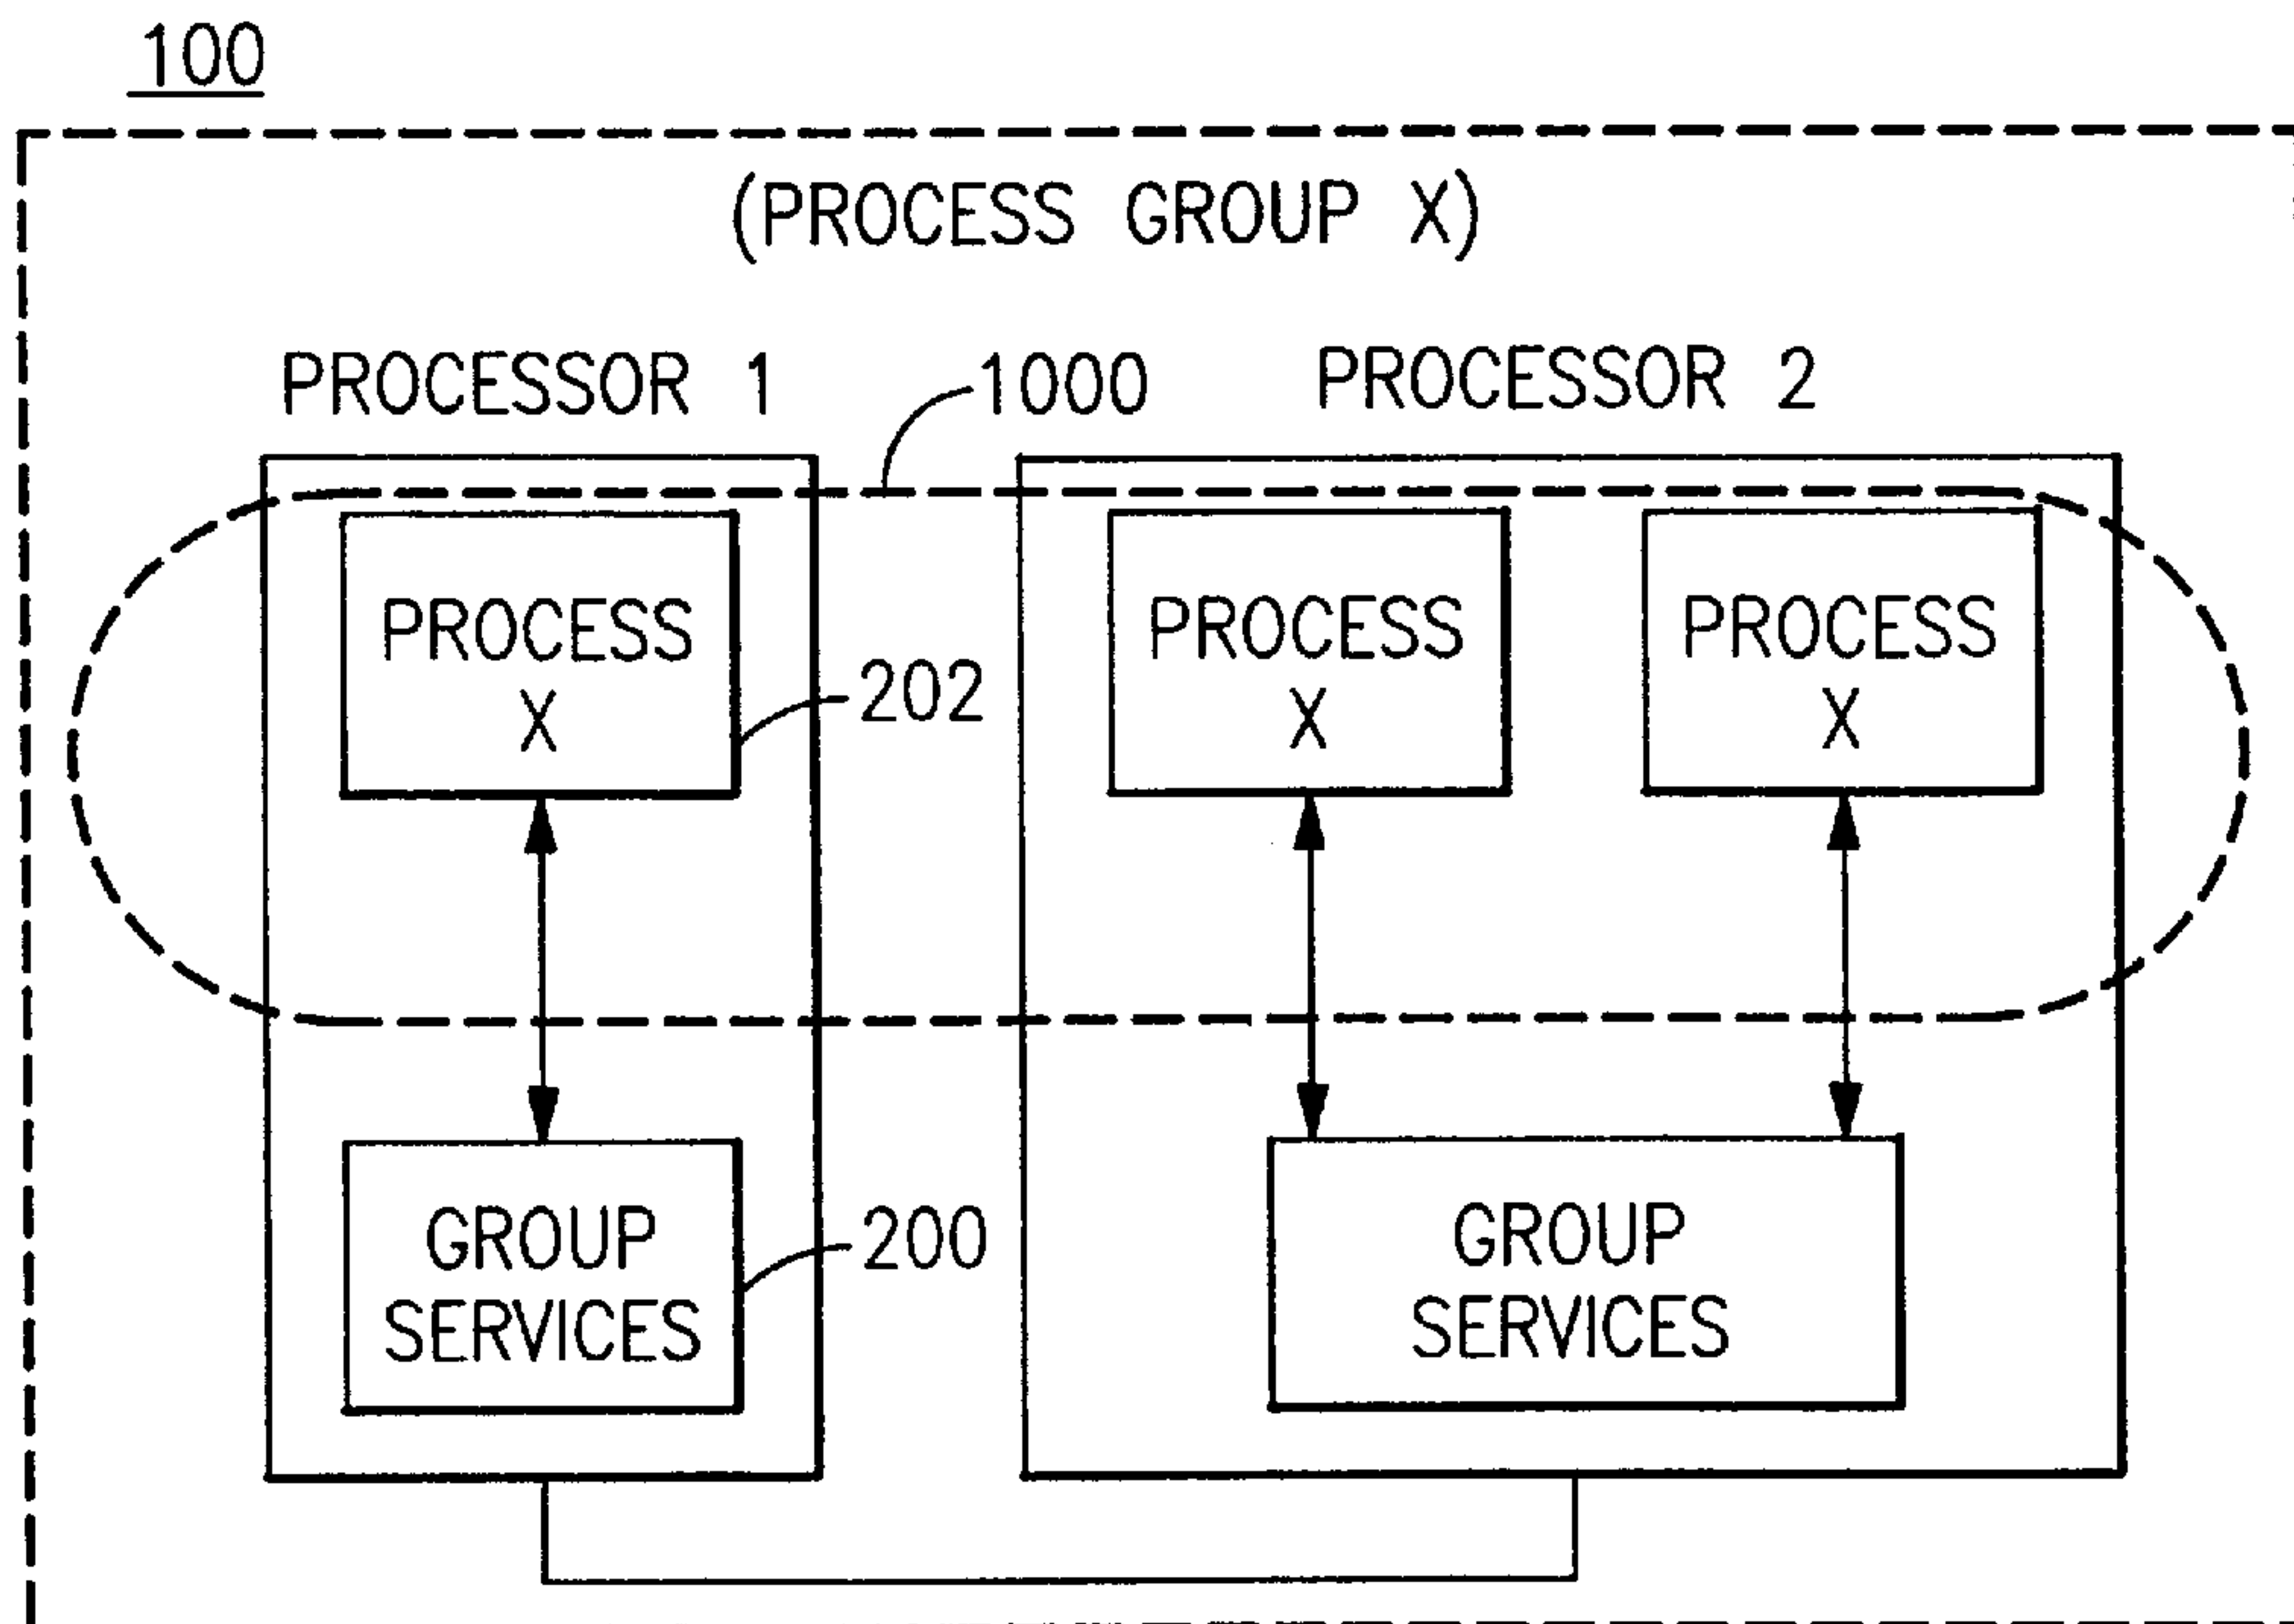 100
(PROCESS GROUP X)
PROCESSOR 1
1000
PROCESSOR 2
PROCESS
X
202
PROCESS
X
PROCESS
X
GROUP
SERVICES
200
GROUP
SERVICES